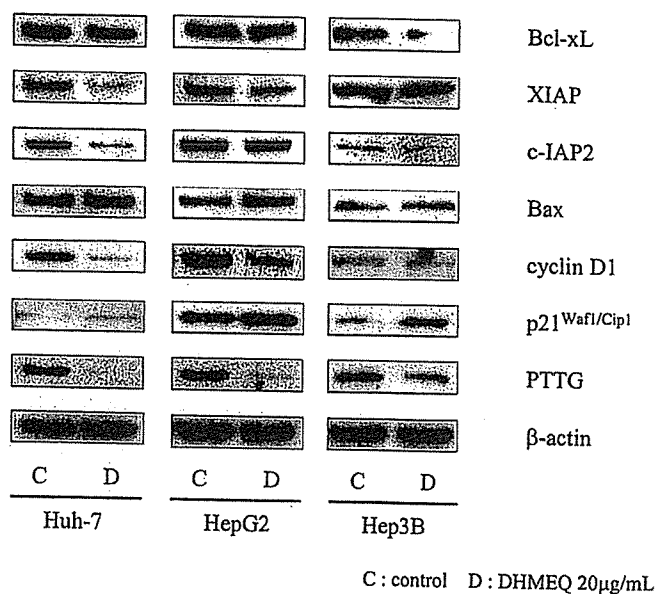 Bcl-xL
XIAP
c-IAP2
Bax
cyclin D1
p21Waf1/Cip1
PTTG
β-actin
C D C D C D
Huh-7 HepG2 Hep3B
C : control D : DHMEQ 20μg/mL